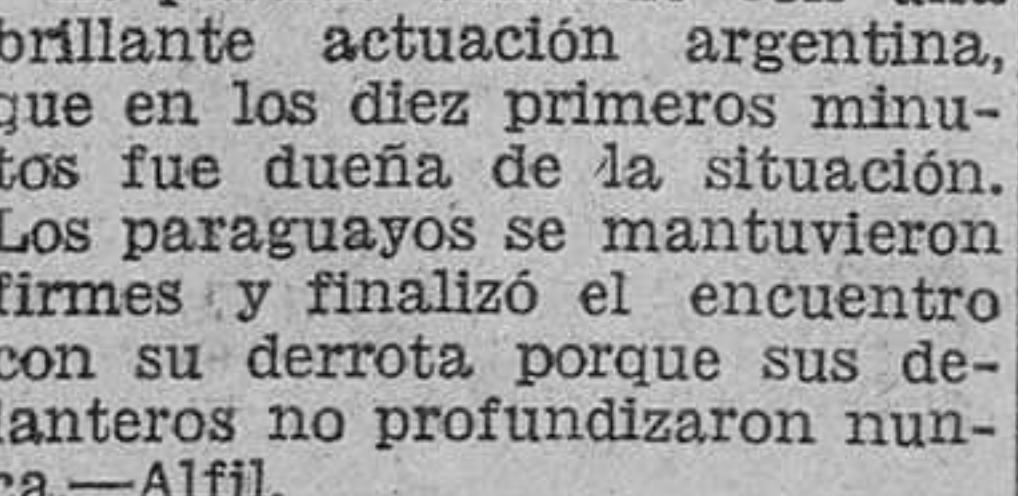 brillante actuación argentina,
que en los diez primeros minu-
tos fue dueña de la situación.
Los paraguayos se mantuvieron
firmes y finalizó el encuentro
con su derrota porque sus de-
lanteros no profundizaron nun-
ca.—Alfil.